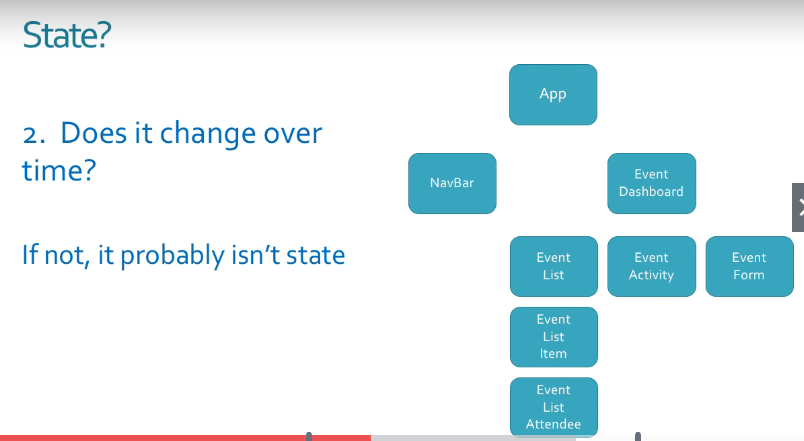 State?
2. Does it change over
time?
If not, it probably isn't state
App
NavBar
Event
Dashboard
Event
List
Event
Activity
Event
Form
Event
List
Item
Event
List
Attendee